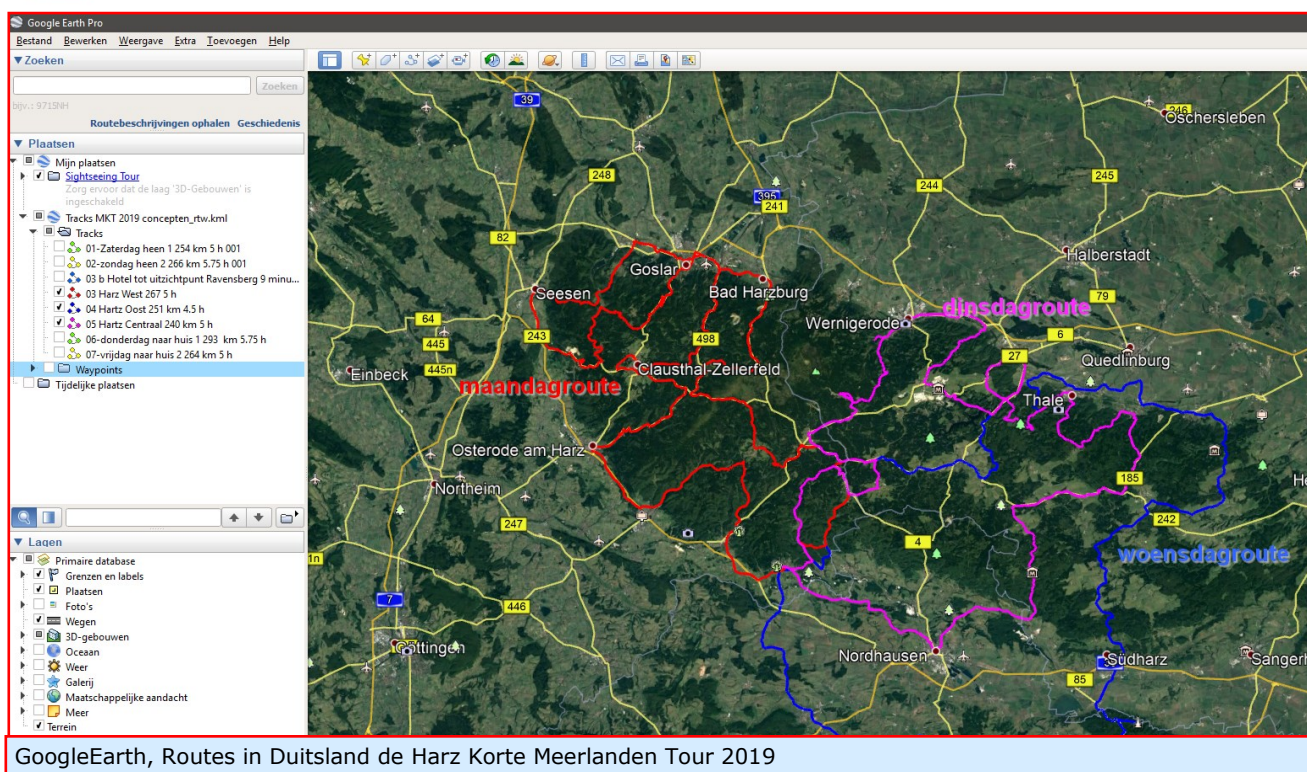 Google Earth Pro
Bestand Bewerken Weergave Extra Toevoegen Help
Zoeken
Zoeken
bijv.: 9715NH
Routebeschrijvingen ophalen Geschiedenis
Plaatsen
Mijn plaatsen
Sightseeing Tour
Zorg ervoor dat de laag '3D-Gebouwen' is
ingeschakeld
Tracks MKT 2019 concepten_rtw.kml
Tracks
01-Zaterdag heen 1 254 km 5 h 001
02-zondag heen 2 266 km 5.75 h 001
03 b Hotel tot uitzichtpunt Ravensberg 9 minu...
03 Harz West 267 5 h
04 Hartz Oost 251 km 4.5 h
05 Hartz Centraal 240 km 5 h
06-donderdag naar huis 1 293 km 5.75 h
07-vrijdag naar huis 2 264 km 5 h
Waypoints
Tijdelijke plaatsen
Lagen
Primaire database
Grenzen en labels
Plaatsen
Foto's
Wegen
3D-gebouwen
Oceaan
Weer
Galerij
Maatschappelijke aandacht
Meer
Terrein
39
246
Oschersleben
248
245
244
395
241
82
Halberstadt
Goslar
Bad Harzburg
Seesen
79
dinsdagroute
Wernigerode
64
6
243
498
445
27
Quedlinburg
Einbeck
445n
Clausthal-Zellerfeld
maandagroute
Thale
Osterode am Harz
185
Northeim
242
247
4
1n
woensdagroute
7
446
Göttingen
Nordhausen
Südharz
Sangerh
85
He
GoogleEarth, Routes in Duitsland de Harz Korte Meerlanden Tour 2019